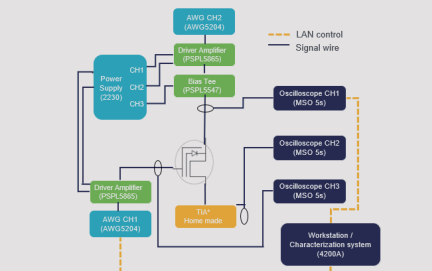 AWG CH2
(AWG5204)
LAN control
Signal wire
Driver Amplifier
(PSPL5865)
Power
Supply
(2230)
CH1
CH2
CH3
Bias Tee
(PSPL5547)
Oscilloscope CH1
(MSO 5s)
Oscilloscope CH2
(MSO 5s)
Oscilloscope CH3
(MSO 5s)
Driver Amplifier
(PSPL5865)
TIA*
Home made
AWG CH1
(AWG5204)
Workstation /
Characterization system
(4200A)